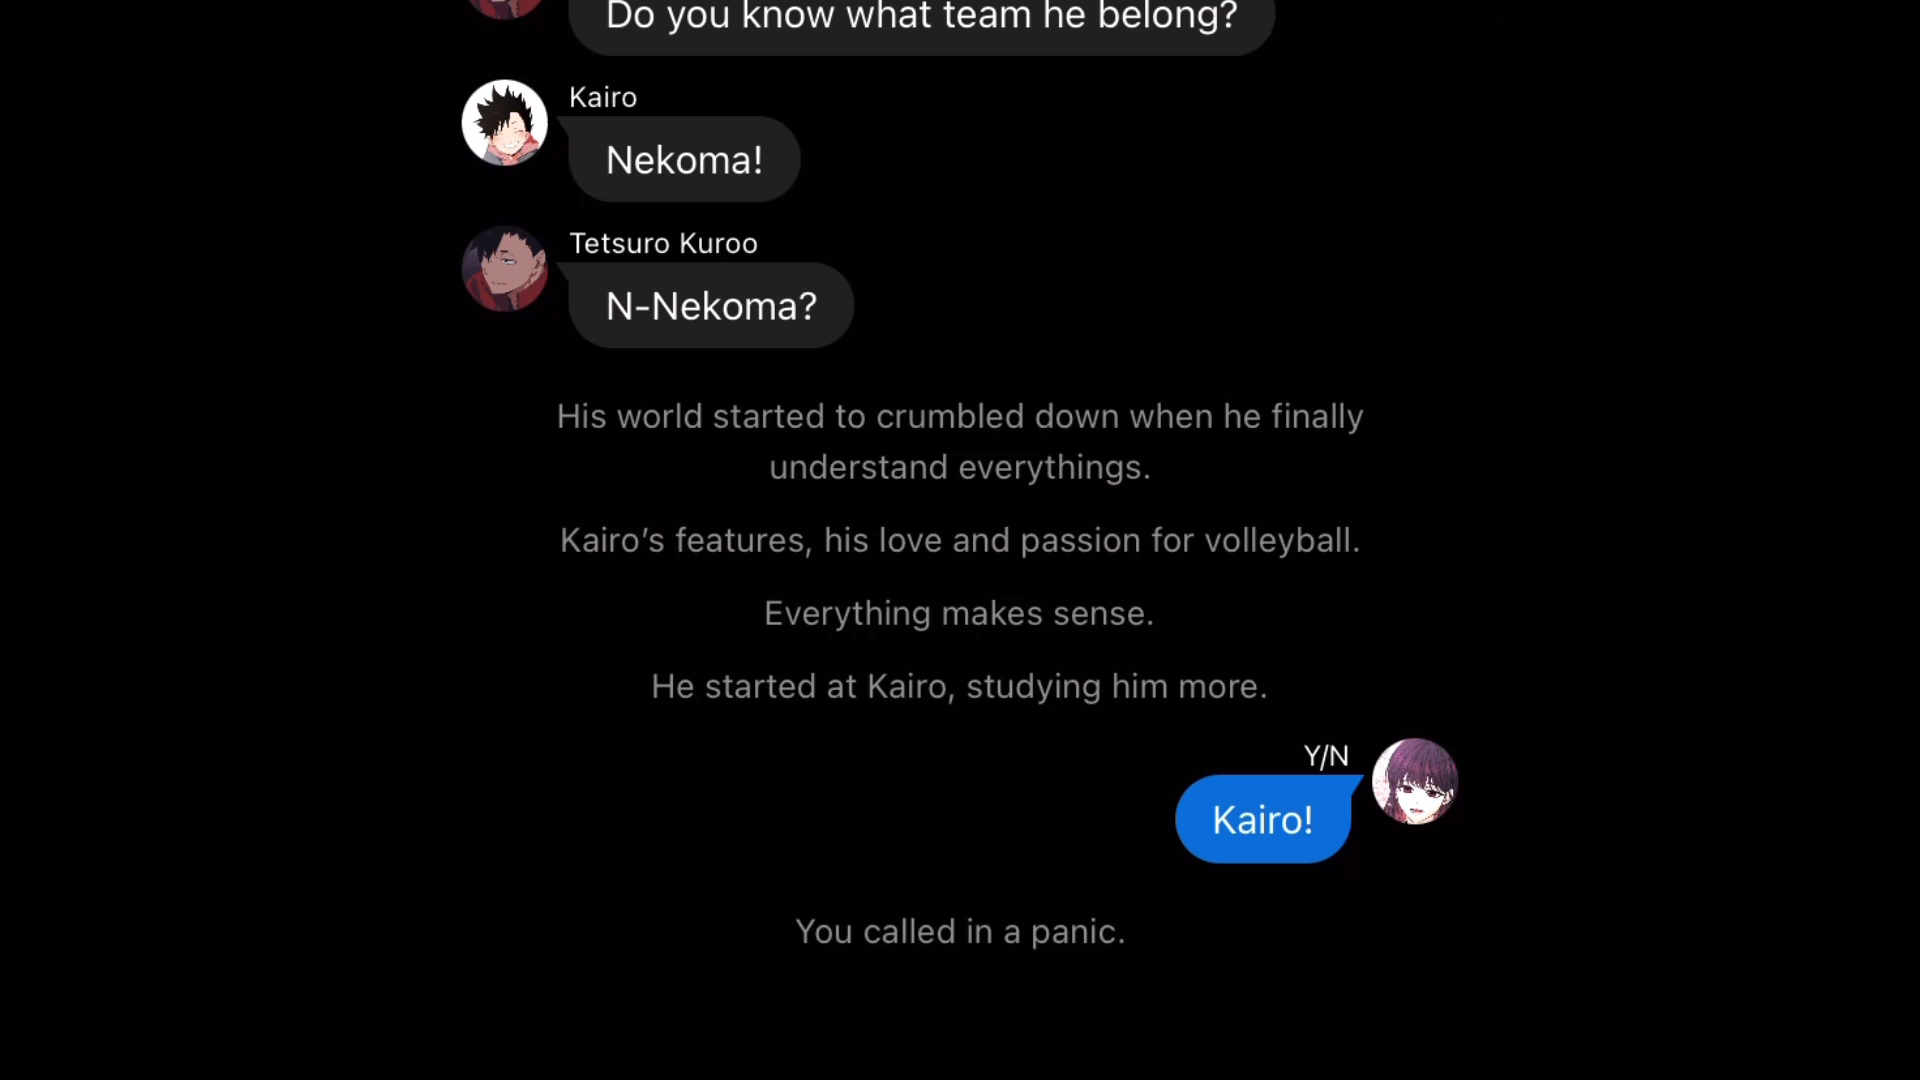 Do you know what team he belong?
Kairo
Nekoma!
Tetsuro Kuroo
N-Nekoma?
His world started to crumbled down when he finally
understand everythings.
Kairo’s features, his love and passion for volleyball.
Everything makes sense.
He started at Kairo, studying him more.
Y/N
Kairo!
You called in a panic.